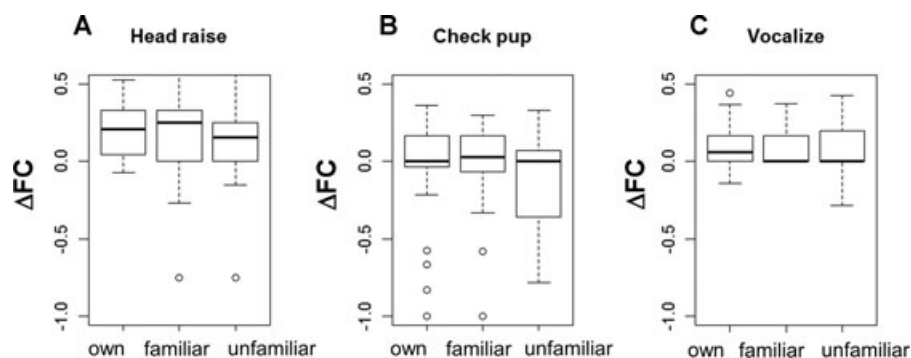 A
Head raise
ΔFC
0.5
0.0
-0.5
-1.0
own familiar unfamiliar
B
Check pup
ΔFC
0.5
0.0
-0.5
-1.0
own familiar unfamiliar
C
Vocalize
ΔFC
0.5
0.0
-0.5
-1.0
own familiar unfamiliar